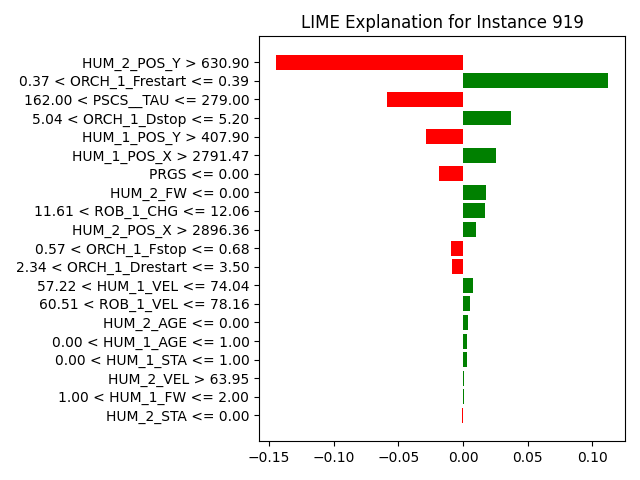 LIME Explanation for Instance 919
HUM_2_POS_Y > 630.90
0.37 < ORCH_1_Frestart <= 0.39
162.00 < PSCS__TAU <= 279.00
5.04 < ORCH_1_Dstop <= 5.20
HUM_1_POS_Y > 407.90
HUM_1_POS_X > 2791.47
PRGS <= 0.00
HUM_2_FW <= 0.00
11.61 < ROB_1_CHG <= 12.06
HUM_2_POS_X > 2896.36
0.57 < ORCH_1_Fstop <= 0.68
2.34 < ORCH_1_Drestart <= 3.50
57.22 < HUM_1_VEL <= 74.04
60.51 < ROB_1_VEL <= 78.16
HUM_2_AGE <= 0.00
0.00 < HUM_1_AGE <= 1.00
0.00 < HUM_1_STA <= 1.00
HUM_2_VEL > 63.95
1.00 < HUM_1_FW <= 2.00
HUM_2_STA <= 0.00
−0.15 −0.10 −0.05 0.00 0.05 0.10